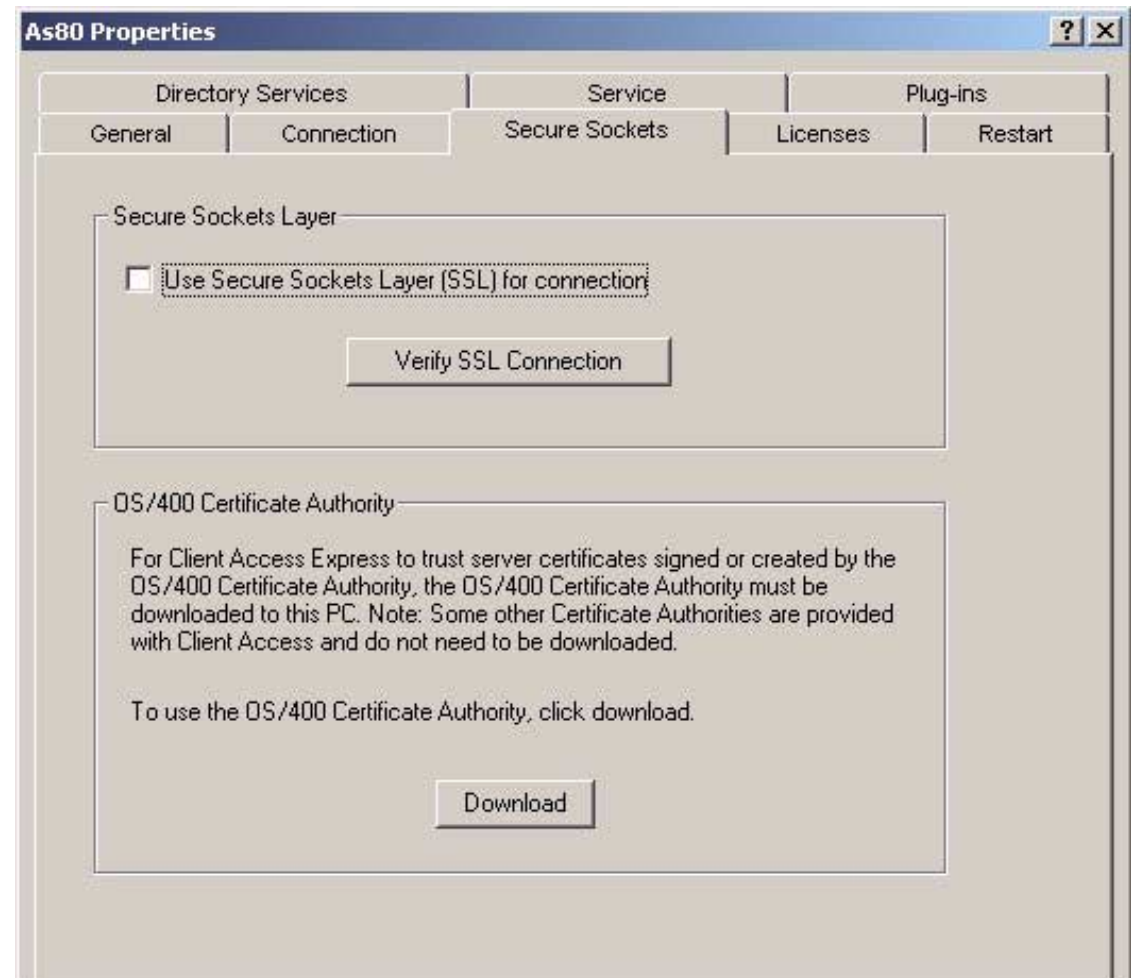 As80 Properties
Directory Services Service Plug-ins
General Connection Secure Sockets Licenses Restart
Secure Sockets Layer
Use Secure Sockets Layer (SSL) for connection
Verify SSL Connection
OS/400 Certificate Authority
For Client Access Express to trust server certificates signed or created by the
OS/400 Certificate Authority, the OS/400 Certificate Authority must be
downloaded to this PC. Note: Some other Certificate Authorities are provided
with Client Access and do not need to be downloaded.
To use the OS/400 Certificate Authority, click download.
Download